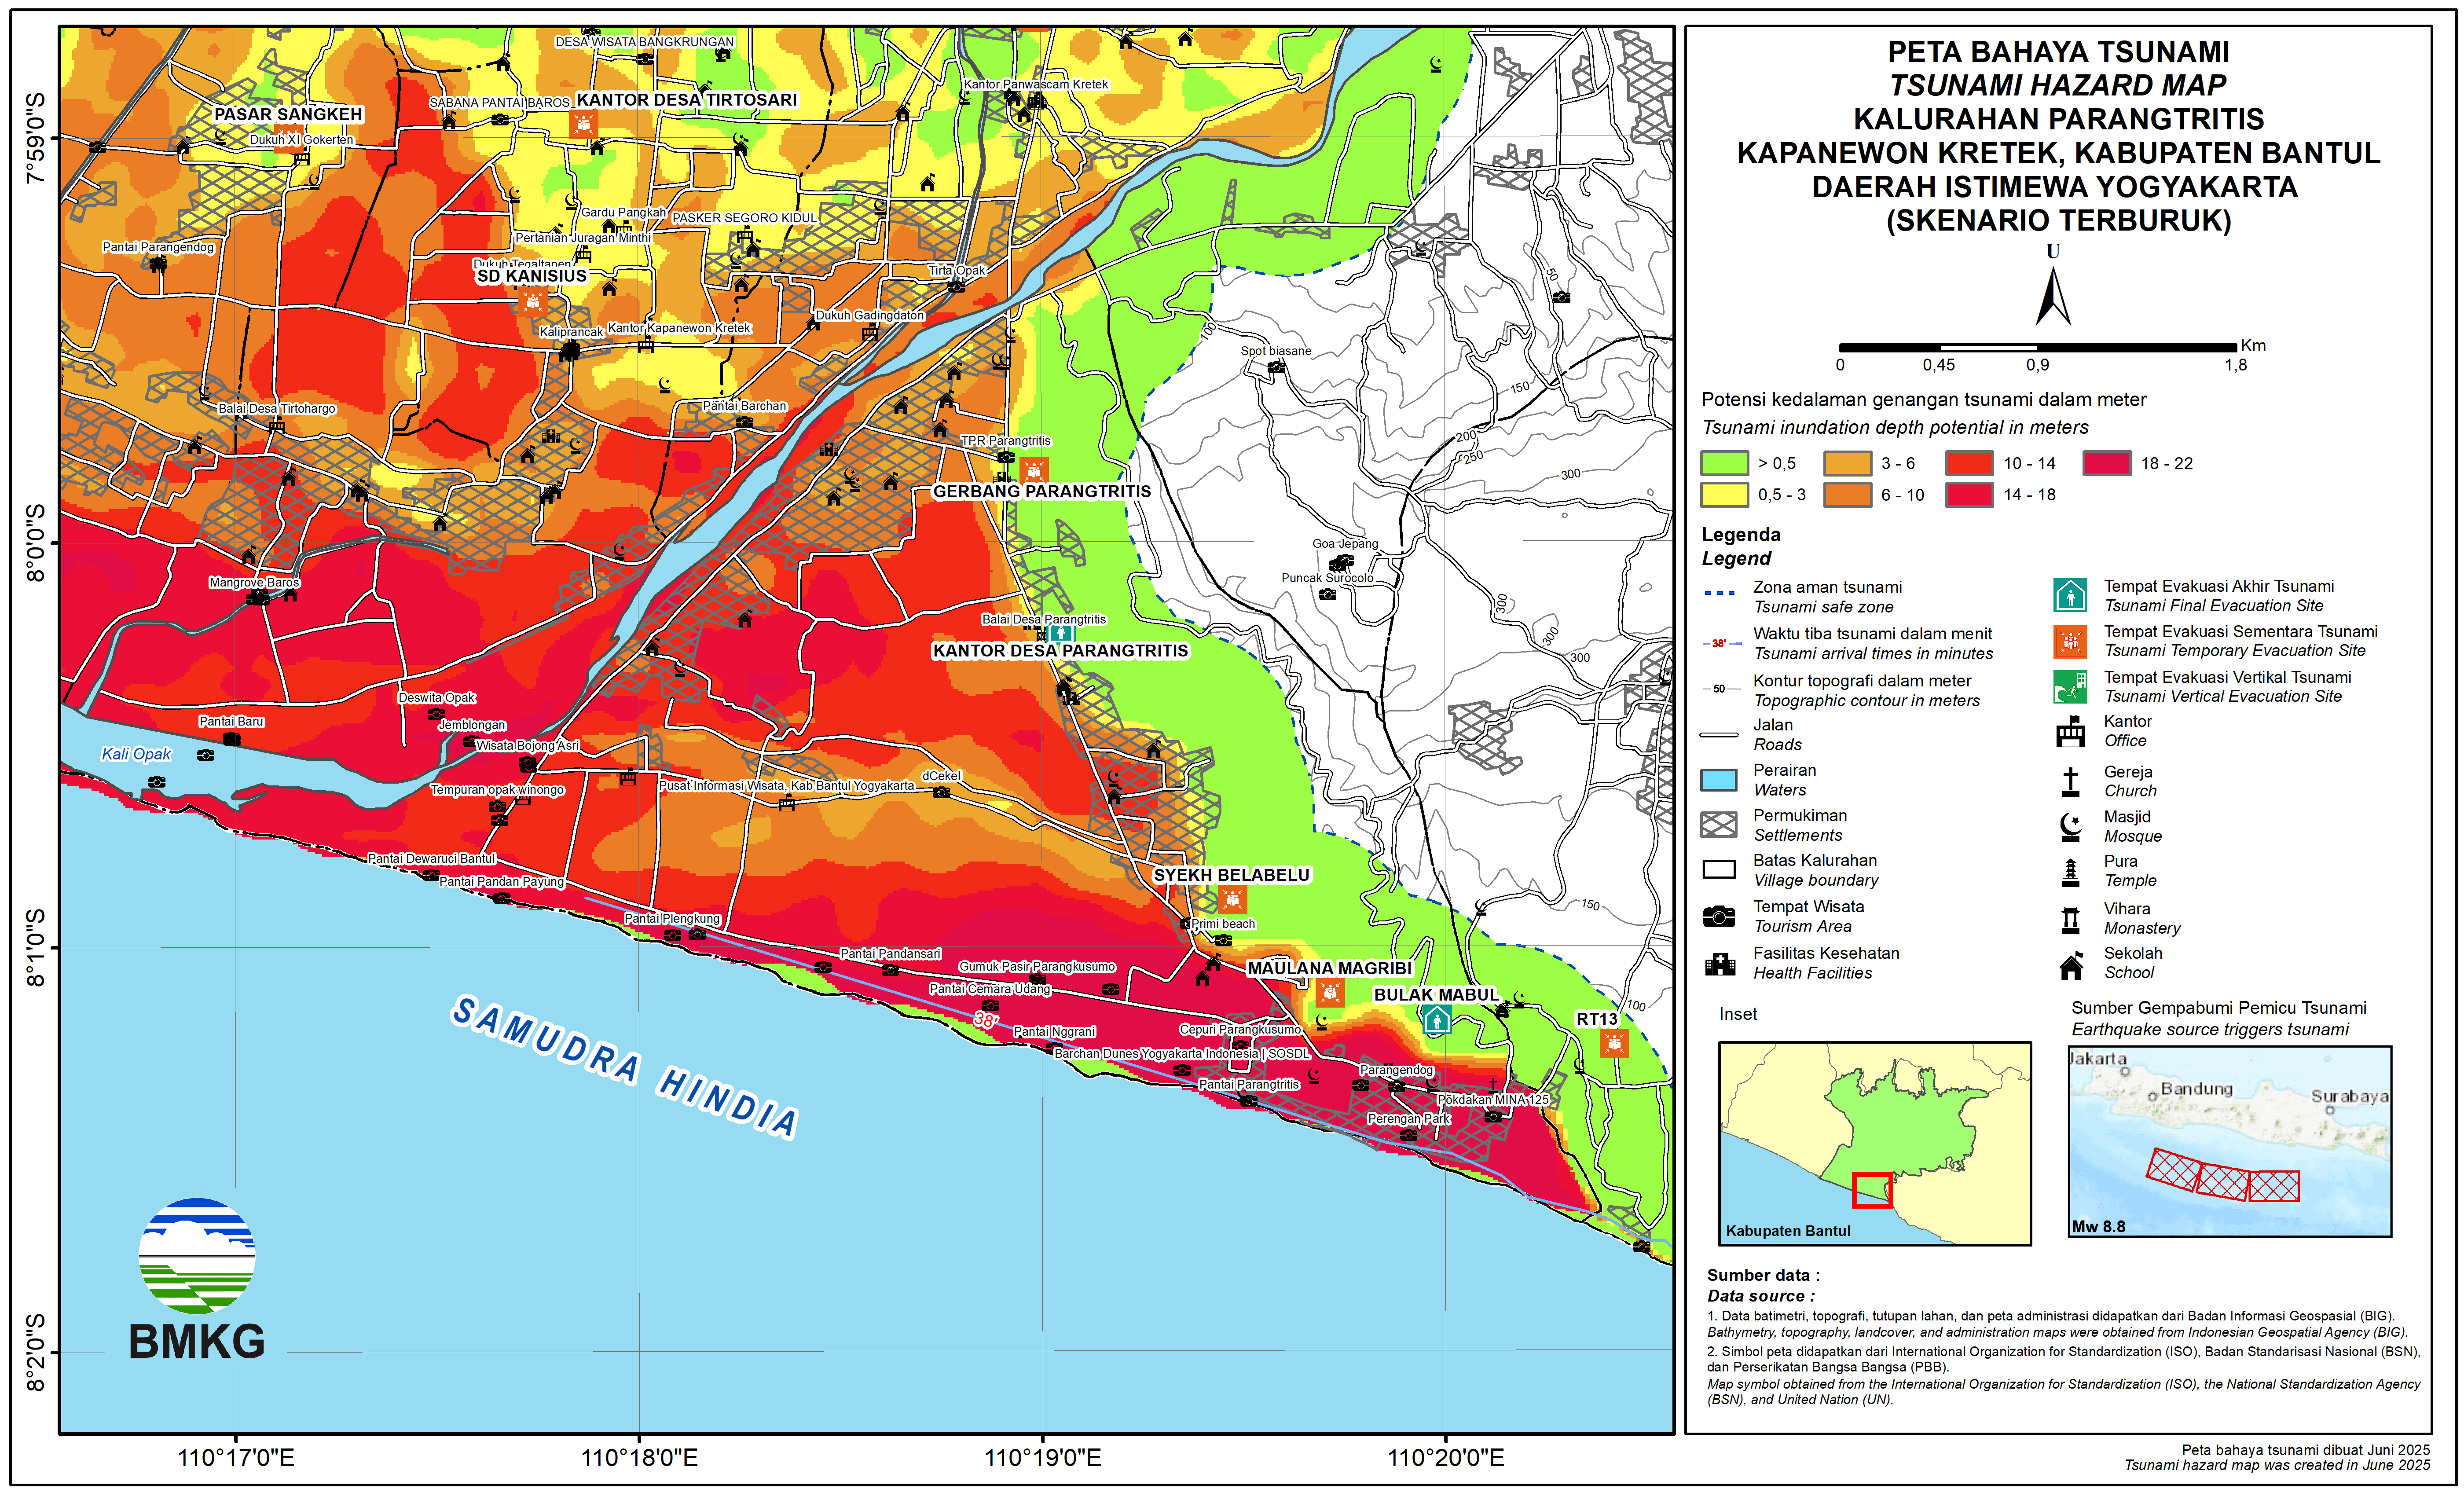 PETA BAHAYA TSUNAMI
TSUNAMI HAZARD MAP
KALURAHAN PARANGTRITIS
KAPANEWON KRETEK, KABUPATEN BANTUL
DAERAH ISTIMEWA YOGYAKARTA
(SKENARIO TERBURUK)
U
Km
0 0,45 0,9 1,8
Potensi kedalaman genangan tsunami dalam meter
Tsunami inundation depth potential in meters
> 0,5 3 - 6 10 - 14 18 - 22
0,5 - 3 6 - 10 14 - 18
Legenda
Legend
Zona aman tsunami
Tsunami safe zone
38' Waktu tiba tsunami dalam menit
Tsunami arrival times in minutes
50 Kontur topografi dalam meter
Topographic contour in meters
Jalan
Roads
Perairan
Waters
Permukiman
Settlements
Batas Kalurahan
Village boundary
Tempat Wisata
Tourism Area
Fasilitas Kesehatan
Health Facilities
Tempat Evakuasi Akhir Tsunami
Tsunami Final Evacuation Site
Tempat Evakuasi Sementara Tsunami
Tsunami Temporary Evacuation Site
Tempat Evakuasi Vertikal Tsunami
Tsunami Vertical Evacuation Site
Kantor
Office
Gereja
Church
Masjid
Mosque
Pura
Temple
Vihara
Monastery
Sekolah
School
Inset
Kabupaten Bantul
Sumber Gempabumi Pemicu Tsunami
Earthquake source triggers tsunami
Jakarta
Bandung
Surabaya
Mw 8.8
Sumber data :
Data source :
1. Data batimetri, topografi, tutupan lahan, dan peta administrasi didapatkan dari Badan Informasi Geospasial (BIG).
Bathymetry, topography, landcover, and administration maps were obtained from Indonesian Geospatial Agency (BIG).
2. Simbol peta didapatkan dari International Organization for Standardization (ISO), Badan Standarisasi Nasional (BSN),
dan Perserikatan Bangsa Bangsa (PBB).
Map symbol obtained from the International Organization for Standardization (ISO), the National Standardization Agency
(BSN), and United Nation (UN).
Peta bahaya tsunami dibuat Juni 2025
Tsunami hazard map was created in June 2025
7°59'0"S
8°0'0"S
8°1'0"S
8°2'0"S
110°17'0"E
110°18'0"E
110°19'0"E
110°20'0"E
DESA WISATA BANGKRUNGAN
Kantor Panwascam Kretek
SABANA PANTAI BAROS
KANTOR DESA TIRTOSARI
PASAR SANGKEH
Dukuh XI Gokerten
Gardu Pangkah
PASKER SEGORO KIDUL
Pertanian Juragan Minthi
Pantai Parangendog
Dukuh Tegaltapen
SD KANISIUS
Tirta Opak
Dukuh Gadingdaton
Kaliprancak
Kantor Kapanewon Kretek
Spot biasane
Balai Desa Tirtohargo
Pantai Barchan
TPR Parangtritis
GERBANG PARANGTRITIS
Goa Jepang
Puncak Surocolo
Mangrove Baros
Balai Desa Parangtritis
KANTOR DESA PARANGTRITIS
Deswita Opak
Pantai Baru
Jemblongan
Wisata Bojong Asri
Kali Opak
Tempuran opak winongo
Pusat Informasi Wisata, Kab Bantul Yogyakarta
dCekel
Pantai Dewaruci Bantul
Pantai Pandan Payung
SYEKH BELABELU
Pantai Plengkung
Primi beach
Pantai Pandansari
Gumuk Pasir Parangkusumo
MAULANA MAGRIBI
Pantai Cemara Udang
BULAK MABUL
38'
RT13
Pantai Nggrani
Cepuri Parangkusumo
Barchan Dunes Yogyakarta Indonesia | SOSDL
Parangendog
Pantai Parangtritis
Pokdakan MINA 125
Perengan Park
SAMUDRA HINDIA
50
100
150
200
250
300
300
300
300
150
100
BMKG